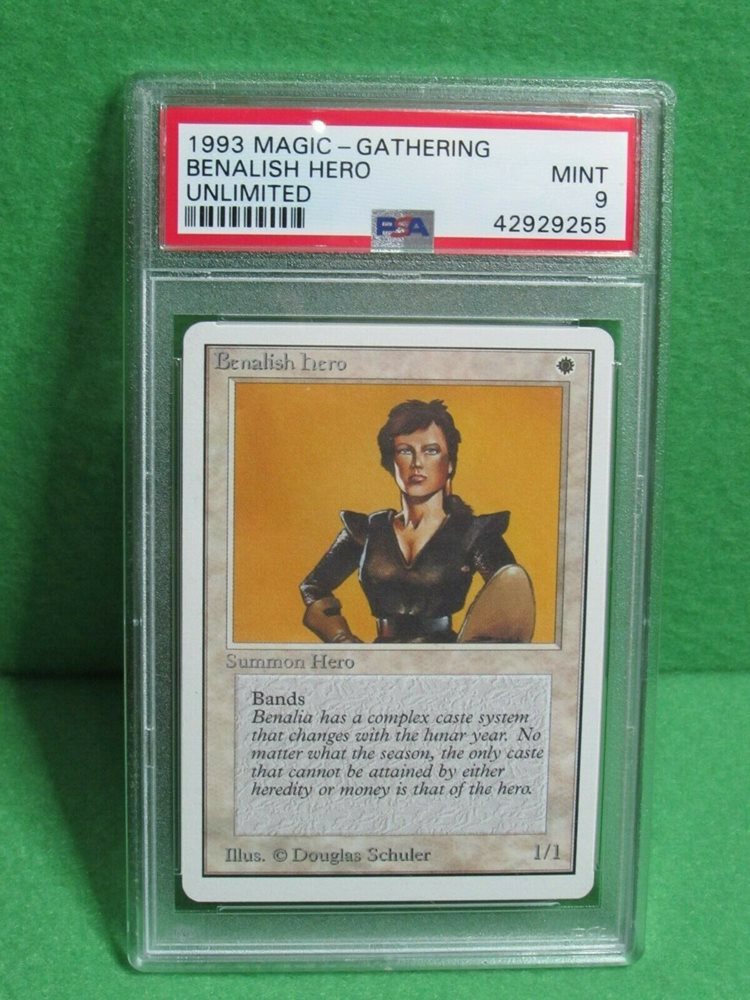 1993 MAGIC – GATHERING
BENALISH HERO MINT
UNLIMITED 9
PSA 42929255
Benalish Hero
Summon Hero
Bands
Benalia has a complex caste system
that changes with the lunar year. No
matter what the season, the only caste
that cannot be attained by either
heredity or money is that of the hero.
Illus. © Douglas Schuler 1/1